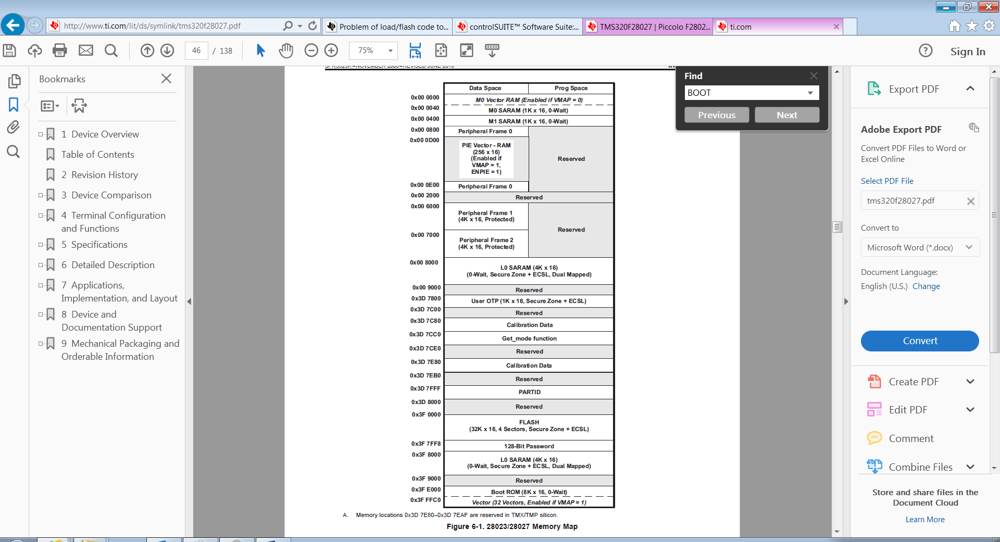 http://www.ti.com/lit/ds/symlink/tms320f28027.pdf
Problem of load/flash code to...
controlSUITE™ Software Suite:...
TMS320F28027 | Piccolo F2802...
ti.com
46 / 138
75%
Sign In
Bookmarks
1 Device Overview
Table of Contents
2 Revision History
3 Device Comparison
4 Terminal Configuration
and Functions
5 Specifications
6 Detailed Description
7 Applications,
Implementation, and Layout
8 Device and
Documentation Support
9 Mechanical Packaging and
Orderable Information
Data Space
Prog Space
0x00 0000
M0 Vector RAM (Enabled if VMAP = 0)
0x00 0040
M0 SARAM (1K x 16, 0-Wait)
0x00 0400
M1 SARAM (1K x 16, 0-Wait)
0x00 0800
Peripheral Frame 0
0x00 0D00
PIE Vector - RAM
(256 x 16)
(Enabled if
VMAP = 1,
ENPIE = 1)
Reserved
0x00 0E00
Peripheral Frame 0
0x00 2000
Reserved
0x00 6000
Peripheral Frame 1
(4K x 16, Protected)
Reserved
0x00 7000
Peripheral Frame 2
(4K x 16, Protected)
0x00 8000
L0 SARAM (4K x 16)
(0-Wait, Secure Zone + ECSL, Dual Mapped)
0x00 9000
Reserved
0x3D 7800
User OTP (1K x 16, Secure Zone + ECSL)
0x3D 7C00
Reserved
0x3D 7C80
Calibration Data
0x3D 7CC0
Get_mode function
0x3D 7CE0
Reserved
0x3D 7E80
Calibration Data
0x3D 7EB0
Reserved
0x3D 7FFF
PARTID
0x3D 8000
Reserved
0x3F 0000
FLASH
(32K x 16, 4 Sectors, Secure Zone + ECSL)
0x3F 7FF8
128-Bit Password
0x3F 8000
L0 SARAM (4K x 16)
(0-Wait, Secure Zone + ECSL, Dual Mapped)
0x3F 9000
Reserved
0x3F E000
Boot ROM (8K x 16, 0-Wait)
0x3F FFC0
Vector (32 Vectors, Enabled if VMAP = 1)
A. Memory locations 0x3D 7E80–0x3D 7EAF are reserved in TMX/TMP silicon.
Figure 6-1. 28023/28027 Memory Map
Find
BOOT
Previous
Next
Export PDF
Adobe Export PDF
Convert PDF Files to Word or
Excel Online
Select PDF File
tms320f28027.pdf
Convert to
Microsoft Word (*.docx)
Document Language:
English (U.S.) Change
Convert
Create PDF
Edit PDF
Comment
Combine Files
Store and share files in the
Document Cloud
Learn More